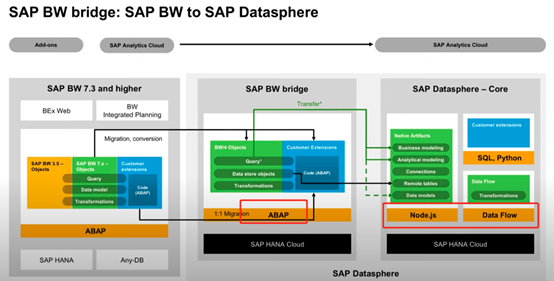 SAP BW bridge: SAP BW to SAP Datasphere
Add-ons
SAP Analytics Cloud
SAP Analytics Cloud
SAP BW 7.3 and higher
BEx Web
BW
Integrated Planning
Migration, conversion
SAP BW 3.5 –
Objects
SAP BW 7.x –
Objects
Customer
extensions
Query
Data model
Transformations
Code
(ABAP)
ABAP
SAP HANA
Any-DB
SAP BW bridge
Transfer*
BW/4 Objects
Customer Extensions
Query¹
Data store objects
Transformations
Code (ABAP)
1:1 Migration
ABAP
SAP HANA Cloud
SAP Datasphere – Core
Native Artifacts
Business modeling
Analytical modeling
Connections
Remote tables
Data models
Node.js
Customer extensions
SQL, Python
Data Flow
Transformations
Data Flow
SAP HANA Cloud
SAP Datasphere